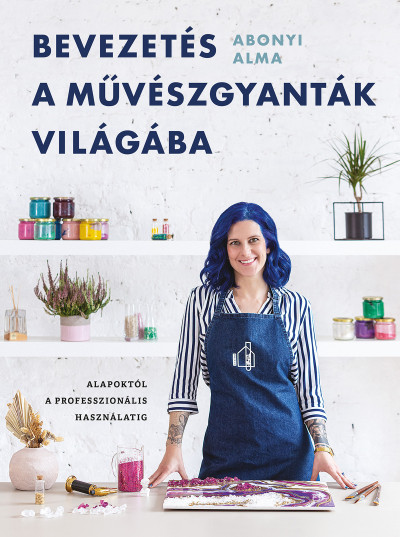 BEVEZETÉS
ABONYI
ALMA
A MŰVÉSZGYANTÁK
VILÁGÁBA
ALAPOKTÓL
A PROFESSZIONÁLIS
HASZNÁLATIG